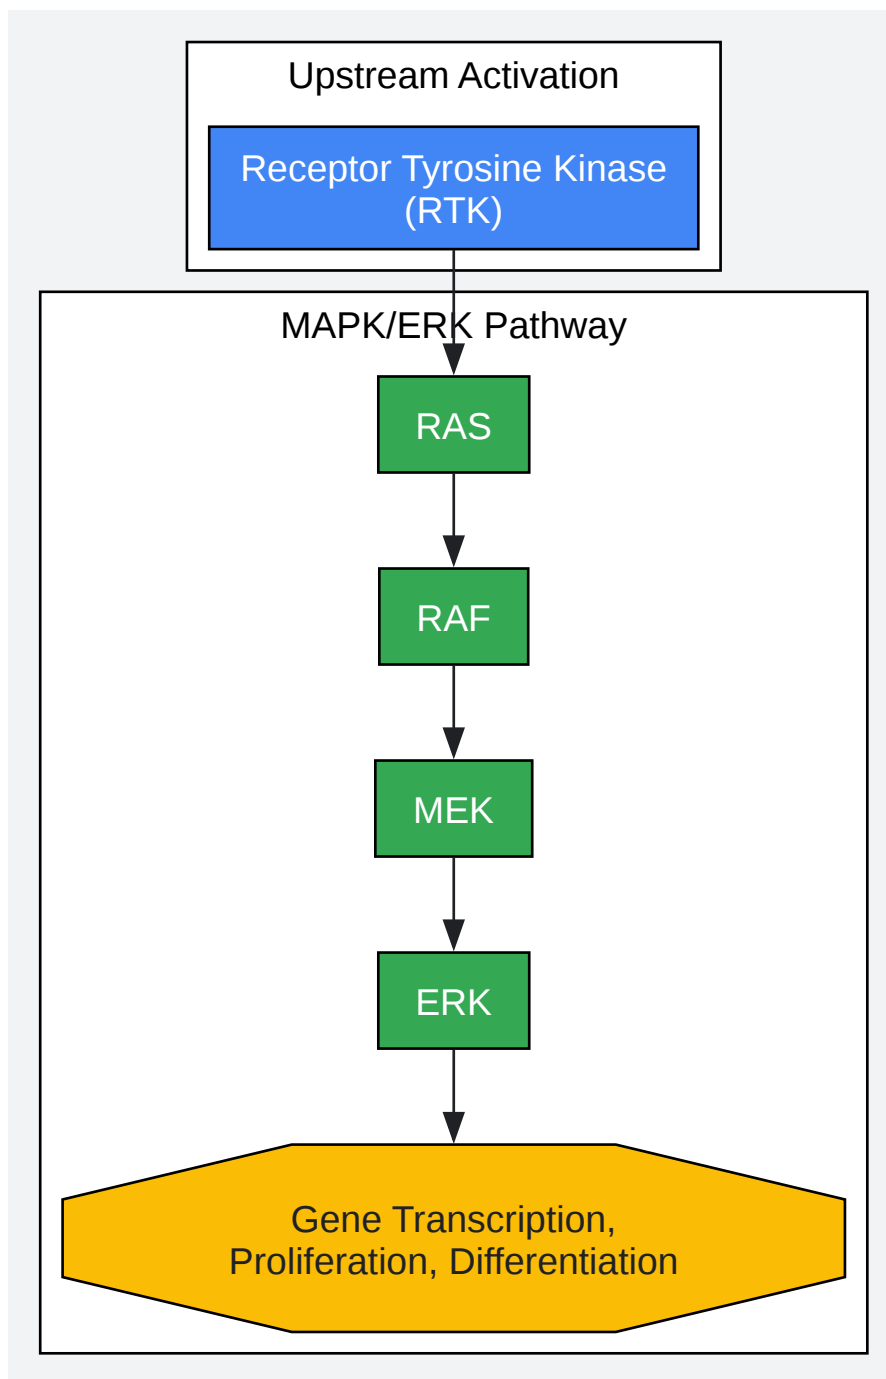 Upstream Activation
Receptor Tyrosine Kinase
(RTK)
MAPK/ERK Pathway
RAS
RAF
MEK
ERK
Gene Transcription,
Proliferation, Differentiation